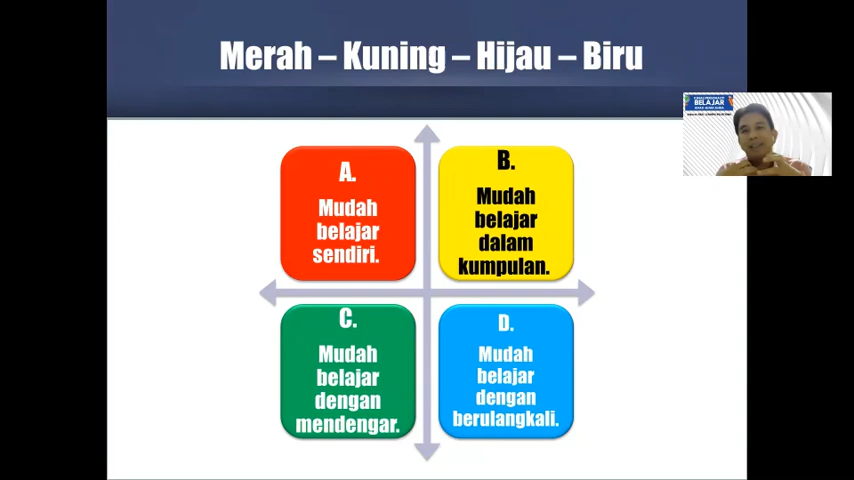 Merah – Kuning – Hijau – Biru
A.
Mudah
belajar
sendiri.
B.
Mudah
belajar
dalam
kumpulan.
C.
Mudah
belajar
dengan
mendengar.
D.
Mudah
belajar
dengan
berulangkali.
BELAJAR